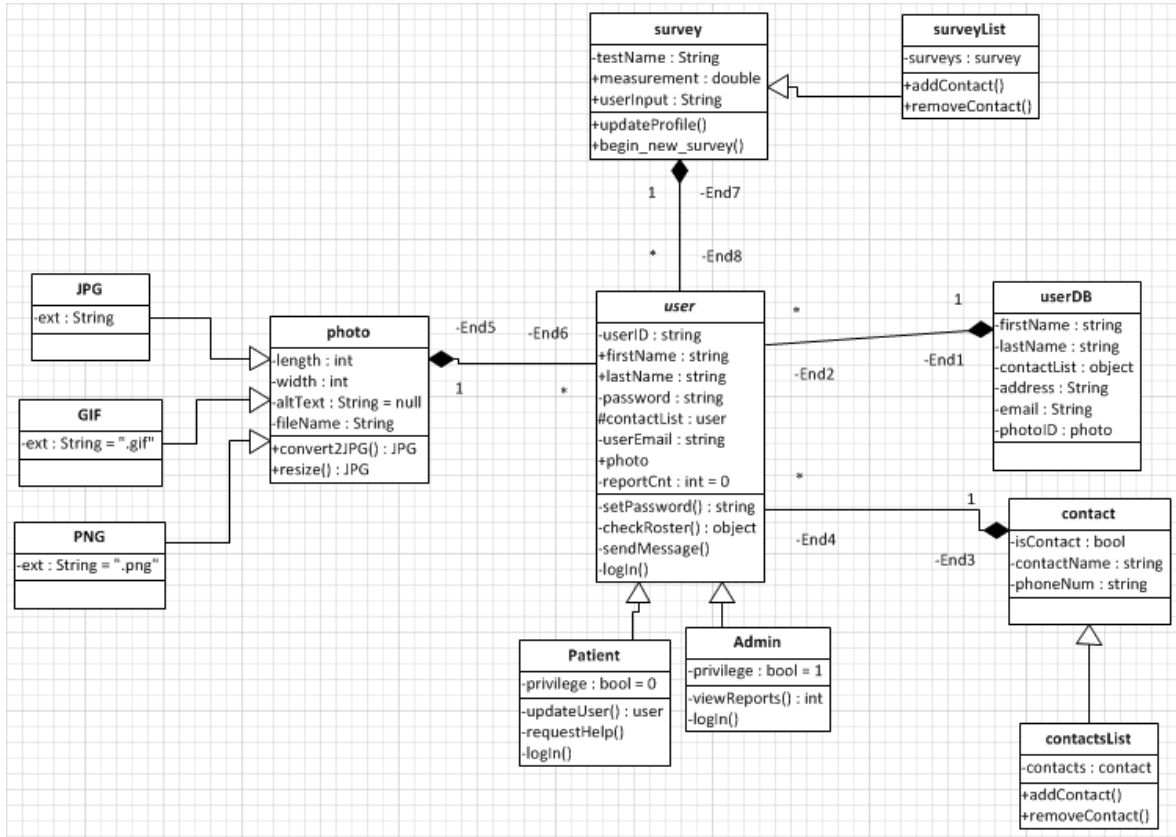 survey
-testName : String
+measurement : double
+userInput : String
+updateProfile()
+begin_new_survey()
surveyList
-surveys : survey
+addContact()
+removeContact()
1
-End7
*
-End8
JPG
-ext : String
GIF
-ext : String = ".gif"
PNG
-ext : String = ".png"
photo
-length : int
-width : int
-altText : String = null
-fileName : String
+convert2JPG() : JPG
+resize() : JPG
-End5
-End6
1
*
user
-userID : string
+firstName : string
+lastName : string
-password : string
#contactList : user
-userEmail : string
+photo
-reportCnt : int = 0
-setPassword() : string
-checkRoster() : object
-sendMessage()
-logIn()
*
1
-End2
-End1
userDB
-firstName : string
-lastName : string
-contactList : object
-address : String
-email : String
-photoID : photo
*
1
-End4
-End3
contact
-isContact : bool
-contactName : string
-phoneNum : string
Patient
-privilege : bool = 0
-updateUser() : user
-requestHelp()
-logIn()
Admin
-privilege : bool = 1
-viewReports() : int
-logIn()
contactsList
-contacts : contact
+addContact()
+removeContact()